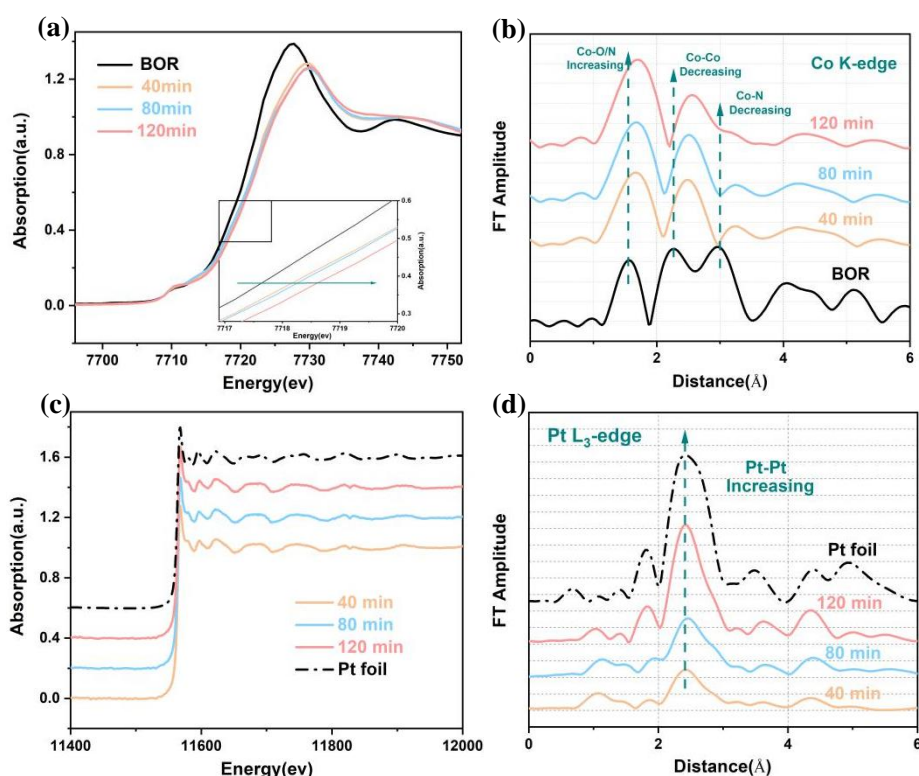 (a)
BOR
40min
80min
120min
1.2
0.8
0.4
0.0
Absorption(a.u.)
7700
7710
7720
7730
7740
7750
Energy(ev)
0.6
0.5
0.4
0.3
Absorption(a.u.)
7717
7718
7719
7720
Energy(ev)
(b)
Co-O/N
Increasing
Co-Co
Decreasing
Co-N
Decreasing
Co K-edge
120 min
80 min
40 min
BOR
FT Amplitude
0
2
4
6
Distance(Å)
(c)
1.6
1.2
0.8
0.4
0.0
Absorption(a.u.)
40 min
80 min
120 min
Pt foil
11400
11600
11800
12000
Energy(ev)
(d)
Pt L3-edge
Pt-Pt
Increasing
Pt foil
120 min
80 min
40 min
FT Amplitude
0
2
4
6
Distance(Å)